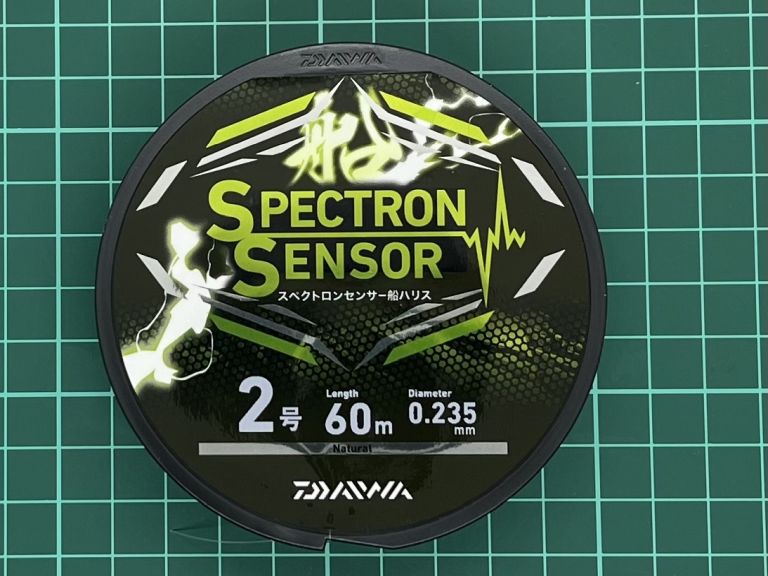 DAIWA
船
SPECTRON
SENSOR
スペクトロンセンサー船ハリス
Length
Diameter
2号
60m
0.235
mm
Natural
DAIWA